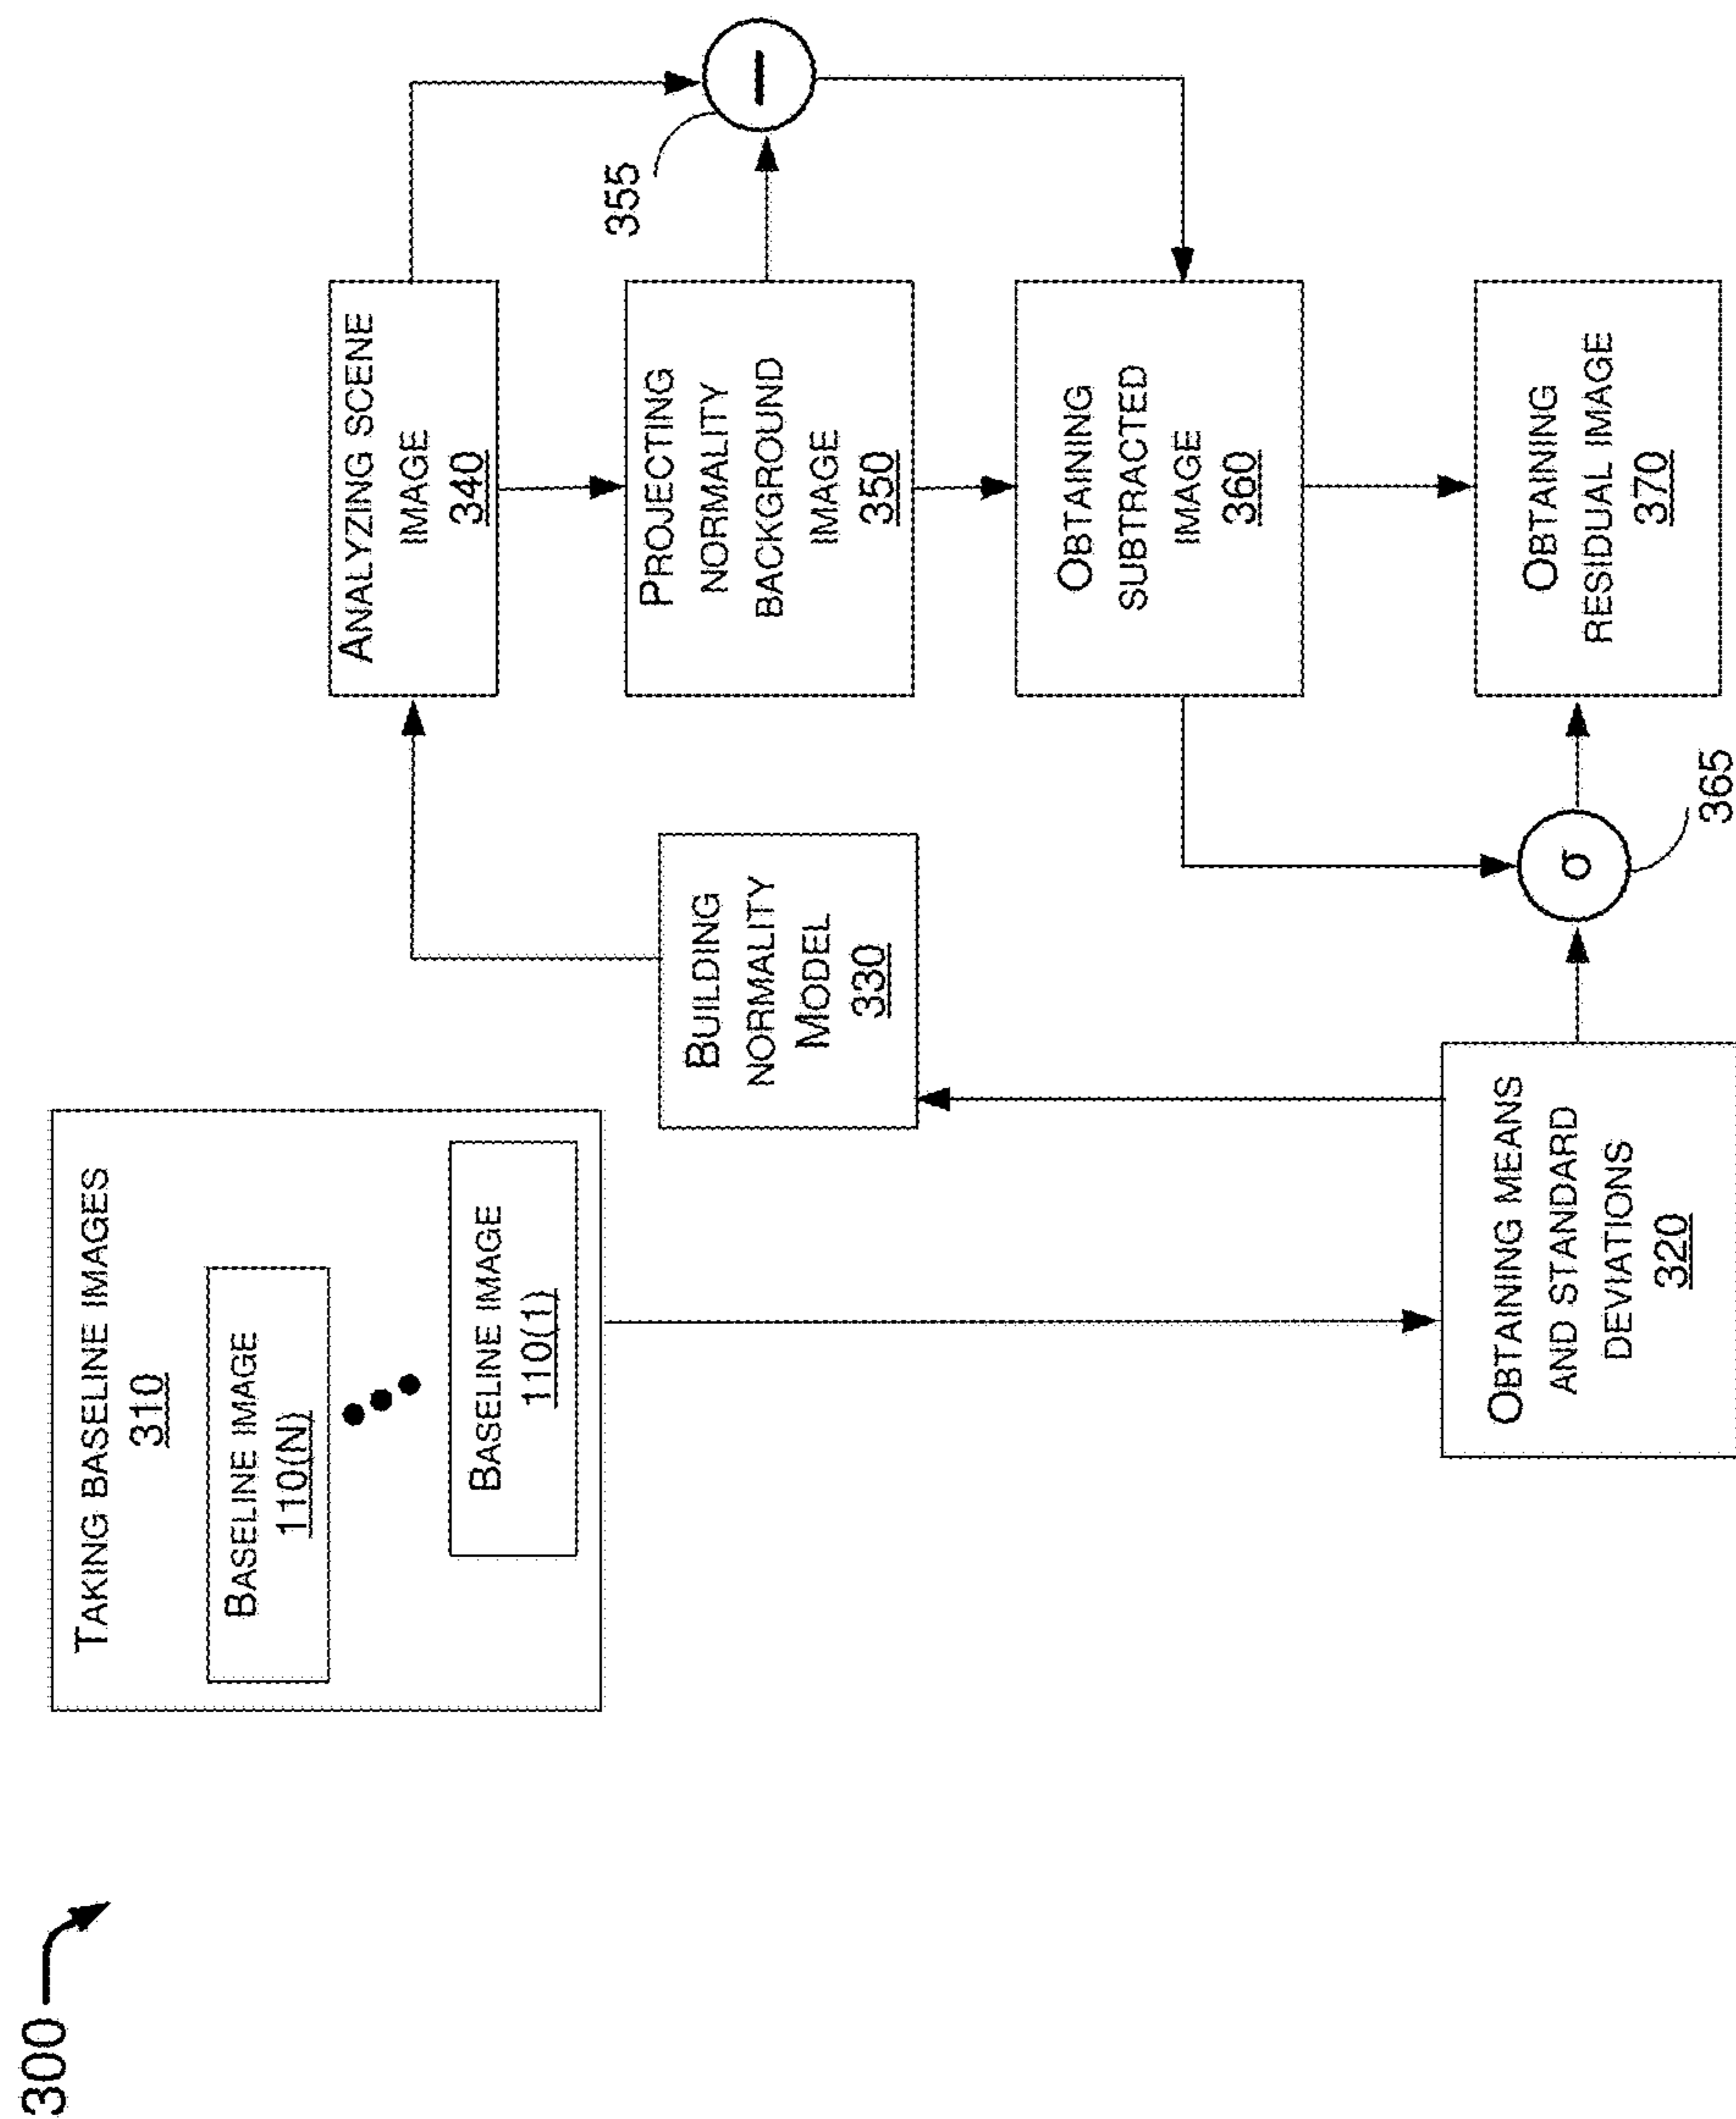 300
TAKING BASELINE IMAGES
310
BASELINE IMAGE
110(N)
BASELINE IMAGE
110(1)
OBTAINING MEANS
AND STANDARD
DEVIATIONS
320
BUILDING
NORMALITY
MODEL
330
ANALYZING SCENE
IMAGE
340
PROJECTING
NORMALITY
BACKGROUND
IMAGE
350
355
–
OBTAINING
SUBTRACTED
IMAGE
360
σ
365
OBTAINING
RESIDUAL IMAGE
370